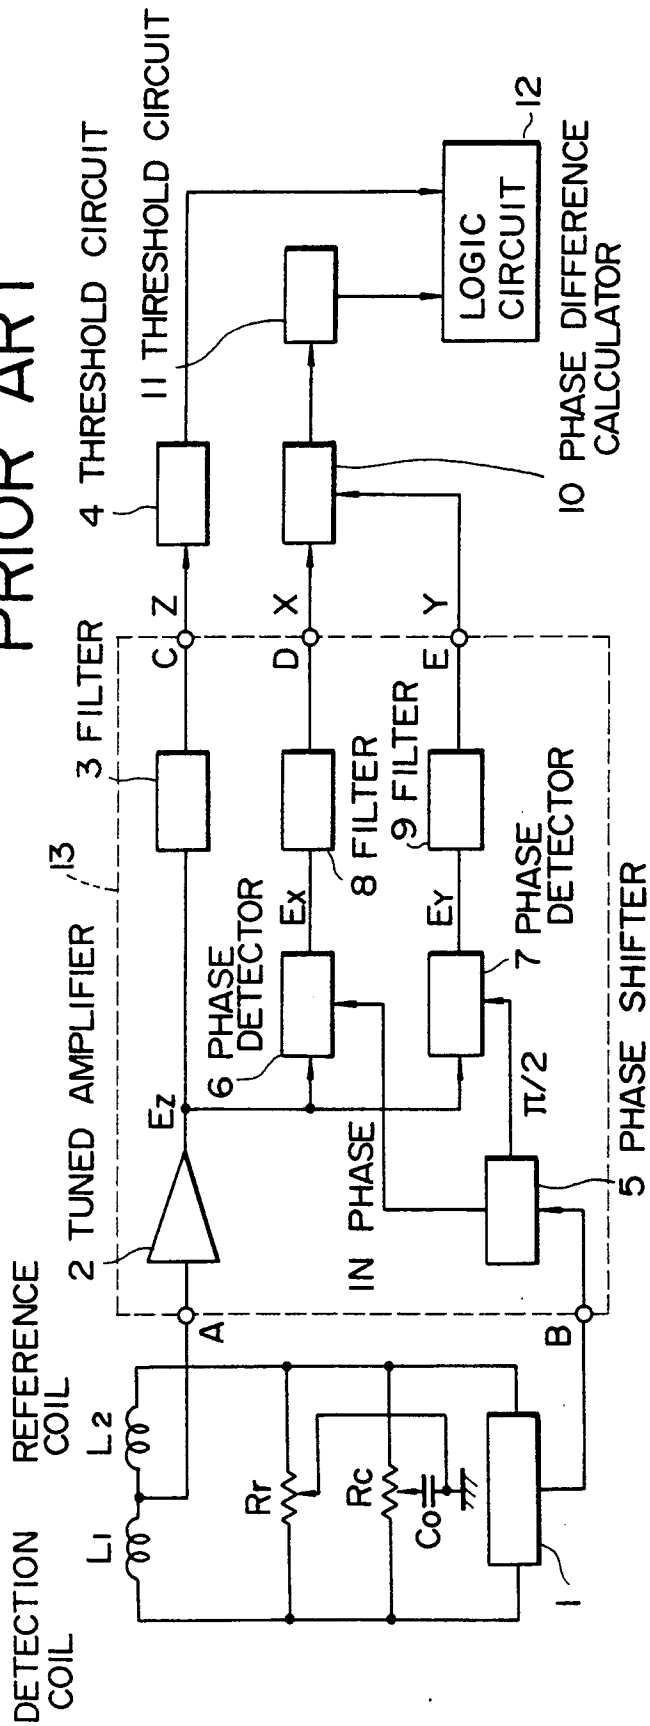 PRIOR ART
DETECTION
COIL
REFERENCE
COIL
L1
L2
Rr
Rc
Co
1
A
B
2 TUNED AMPLIFIER
13
Ez
3 FILTER
C
Z
4 THRESHOLD CIRCUIT
11 THRESHOLD CIRCUIT
6 PHASE
DETECTOR
Ex
8 FILTER
D
X
IN PHASE
EY
9 FILTER
E
Y
7 PHASE
DETECTOR
π/2
5 PHASE SHIFTER
10 PHASE DIFFERENCE
CALCULATOR
LOGIC
CIRCUIT
12